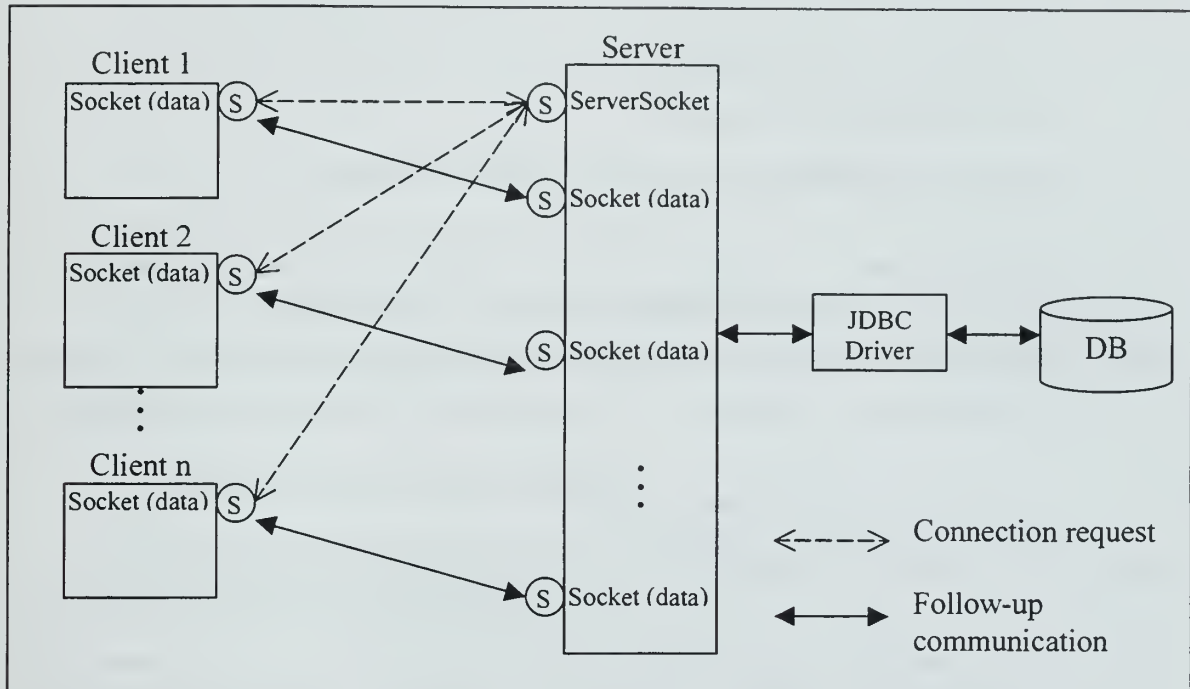 Server
Client 1
Socket (data)
S
S
ServerSocket
S
Socket (data)
Client 2
Socket (data)
S
S
Socket (data)
JDBC
Driver
DB
Client n
Socket (data)
S
S
Socket (data)
Connection request
Follow-up
communication